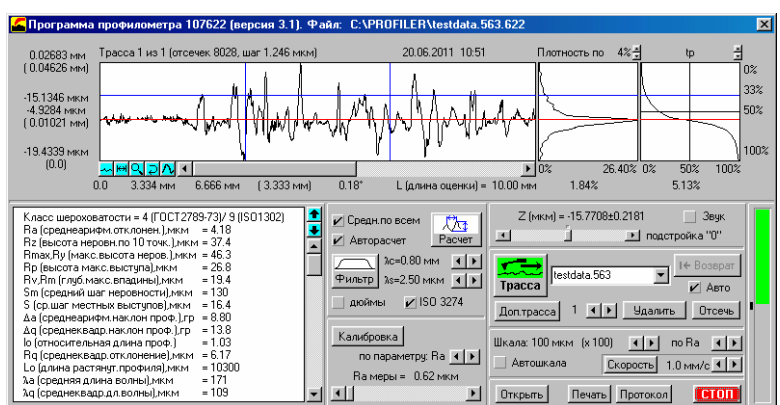 Программа профилометра 107622 (версия 3.1). Файл: C:\PROFILER\testdata.563.622
0.02683 мм Трасса 1 из 1 (отсечек 8028, шаг 1.246 мкм) 20.06.2011 10:51 Плотность по 4% tp
( 0.04626 мм) 0%
33%
-15.1346 мкм
-4.9284 мкм 50%
( 0.01021 мм)
-19.4339 мкм 100%
(0.0)
0% 26.40% 0% 50% 100%
0.0 3.334 мм 6.666 мм ( 3.333 мм) 0.18° L (длина оценки) = 10.00 мм 1.84% 5.13%
Класс шероховатости = 4 (ГОСТ2789-73)/ 9 (ISO1302)
Ra (среднеарифм.отклонен.),мкм = 4.18
Rz (высота неровн.по 10 точк.),мкм = 37.4
Rmax,Ry (макс.высота неров.),мкм = 46.3
Rp (высота макс.выступа),мкм = 26.8
Rv,Rm (глуб.макс.впадины),мкм = 19.4
Sm (средний шаг неровности),мкм = 130
S (ср.шаг местных выступов),мкм = 16.4
Δa (среднеарифм.наклон проф.),гр = 8.80
Δq (среднеквадр.наклон проф.),гр = 13.8
lo (относительная длина проф.) = 1.03
Rq (среднеквадр.отклонение),мкм = 6.17
Lo (длина растянут.профиля),мкм = 10300
λa (средняя длина волны),мкм = 171
λq (среднеквадр.дл.волны),мкм = 109
Средн.по всем
Авторасчет Расчет
λc=0.80 мм
Фильтр λs=2.50 мкм
дюймы ISO 3274
Калибровка
по параметру: Ra
Ra меры = 0.62 мкм
Z (мкм) = -15.7708±0.2181 Звук
подстройка "0"
Трасса testdata.563 Возврат
Авто
Доп.трасса 1 Удалить Отсечь
Шкала: 100 мкм (x 100) по Ra
Автошкала Скорость 1.0 мм/с
Открыть Печать Протокол СТОП